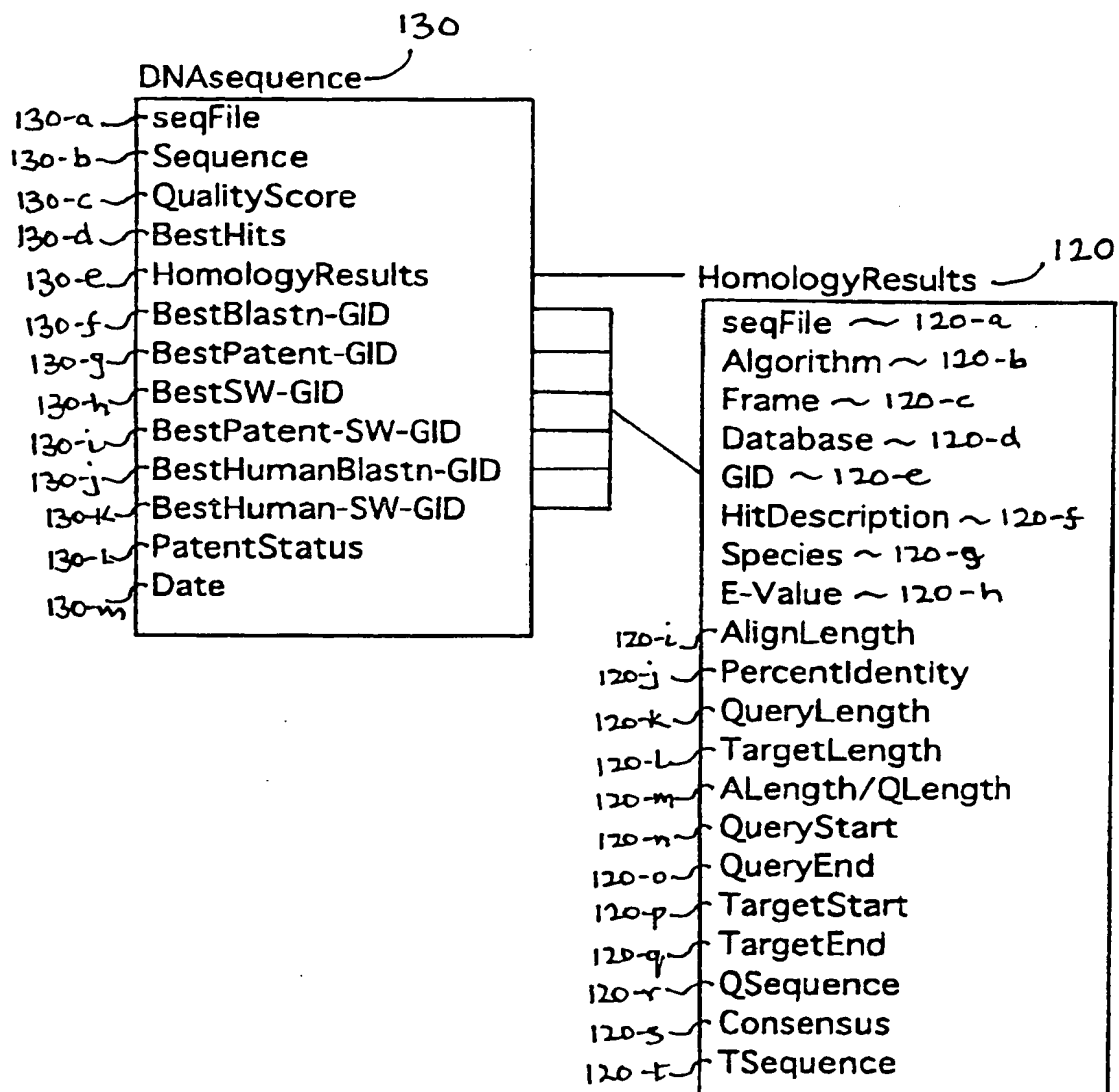 130
DNAsequence
130-a seqFile
130-b Sequence
130-c QualityScore
130-d BestHits
130-e HomologyResults
130-f BestBlastn-GID
130-g BestPatent-GID
130-h BestSW-GID
130-i BestPatent-SW-GID
130-j BestHumanBlastn-GID
130-k BestHuman-SW-GID
130-L PatentStatus
130-m Date
120
HomologyResults
seqFile ~ 120-a
Algorithm ~ 120-b
Frame ~ 120-c
Database ~ 120-d
GID ~ 120-e
HitDescription ~ 120-f
Species ~ 120-g
E-Value ~ 120-h
120-i AlignLength
120-j PercentIdentity
120-k QueryLength
120-L TargetLength
120-m ALength/QLength
120-n QueryStart
120-o QueryEnd
120-p TargetStart
120-q TargetEnd
120-r QSequence
120-s Consensus
120-t TSequence